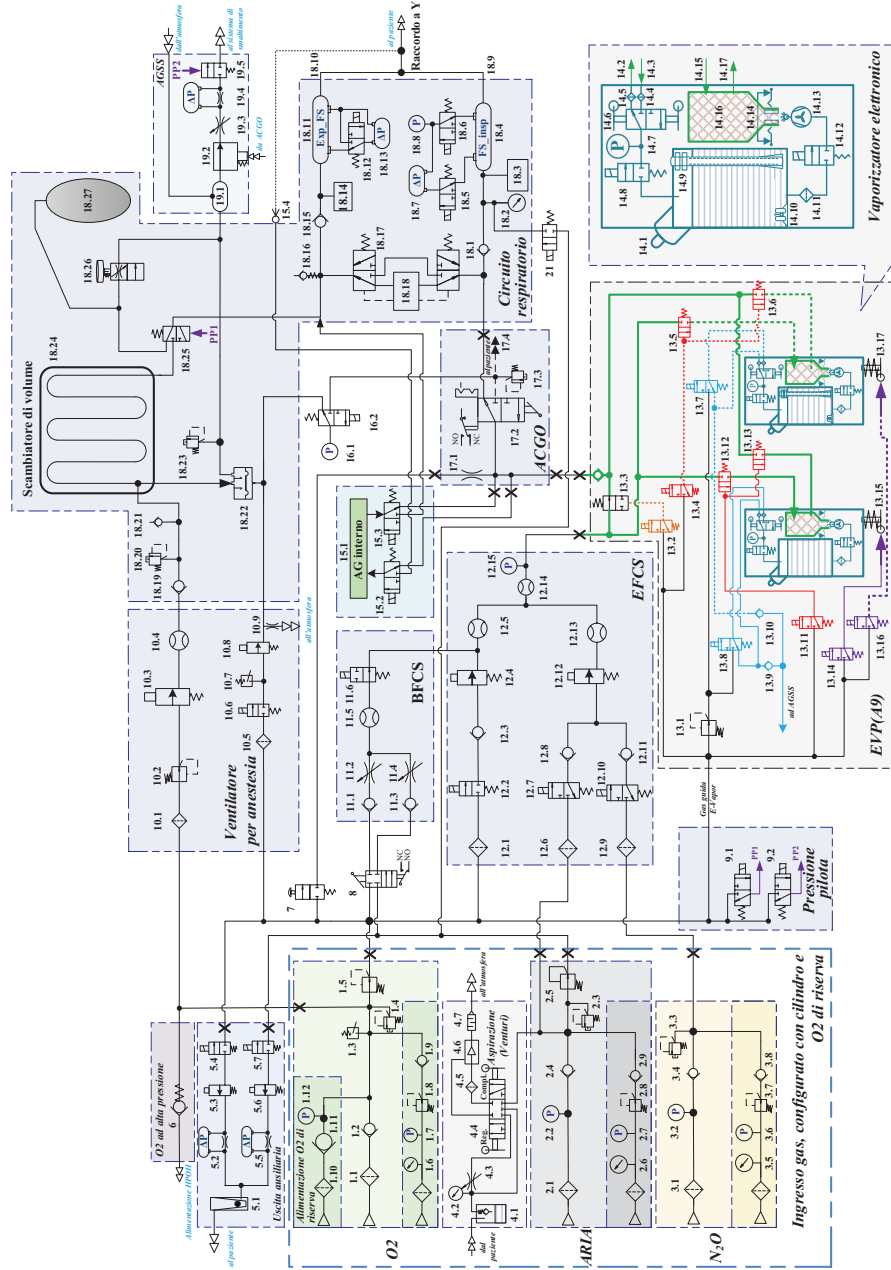 Ingresso gas, configurato con cilindro e
O2 di riserva
N2O
3.1
3.2
3.3
3.4
3.5
3.6
3.7
3.8
P
P
ARIA
2.1
2.2
2.3
2.4
2.5
2.6
2.7
2.8
2.9
P
P
dal
paziente
4.1
4.2
4.3
4.4
4.5
4.6
4.7
Reg.
Compl.
Aspirazione
(Venturi)
all'atmosfera
O2
Alimentazione O2 di
riserva
1.10
1.11
1.12
P
1.1
1.2
1.3
1.4
1.5
1.6
1.7
1.8
1.9
P
Uscita ausiliaria
al paziente
5.1
5.2
5.3
5.4
5.5
5.6
5.7
ΔP
ΔP
O2 ad alta pressione
Alimentazione HPOH
6
7
8
NC
NO
Pressione
pilota
9.1
9.2
PP1
PP2
Ventilatore
per anestesia
10.1
10.2
10.3
10.4
10.5
10.6
10.7
10.8
10.9
all'atmosfera
BFCS
11.1
11.2
11.3
11.4
11.5
11.6
EFCS
12.1
12.2
12.3
12.4
12.5
12.6
12.7
12.8
12.9
12.10
12.11
12.12
12.13
12.14
12.15
P
EVP(A9)
Gas guida
E-Vapor
13.1
13.2
13.3
13.4
13.5
13.6
13.7
13.8
13.9
13.10
13.11
13.12
13.13
13.14
13.15
13.16
13.17
ad AGSS
P
P
Vaporizzatore elettronico
14.1
14.2
14.3
14.4
14.5
14.6
14.7
14.8
14.9
14.10
14.11
14.12
14.13
14.14
14.15
14.16
14.17
P
15.1
AG interno
15.2
15.3
15.4
16.1
16.2
P
ACGO
17.1
17.2
17.3
17.4
NO
NC
al paziente
Circuito
respiratorio
18.1
18.2
18.3
18.4
FS_insp
18.5
18.6
18.7
18.8
ΔP
P
18.9
18.10
18.11
Exp_FS
18.12
18.13
ΔP
18.14
18.15
18.16
18.17
18.18
Raccordo a Y
al paziente
21
Scambiatore di volume
18.19
18.20
18.21
18.22
18.23
18.24
18.25
PP1
18.26
18.27
AGSS
19.1
19.2
19.3
19.4
19.5
ΔP
PP2
da ACGO
dall'atmosfera
al sistema di
smaltimento